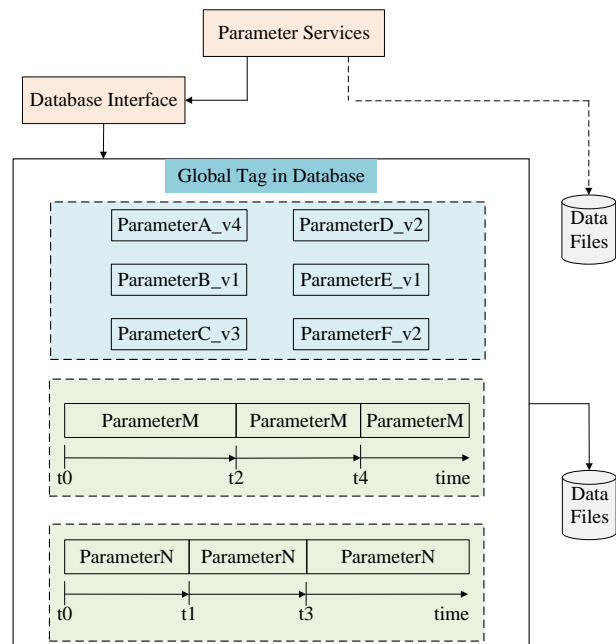 Parameter Services
Database Interface
Global Tag in Database
ParameterA_v4
ParameterD_v2
ParameterB_v1
ParameterE_v1
ParameterC_v3
ParameterF_v2
Data
Files
ParameterM
ParameterM
ParameterM
t0
t2
t4
time
Data
Files
ParameterN
ParameterN
ParameterN
t0
t1
t3
time